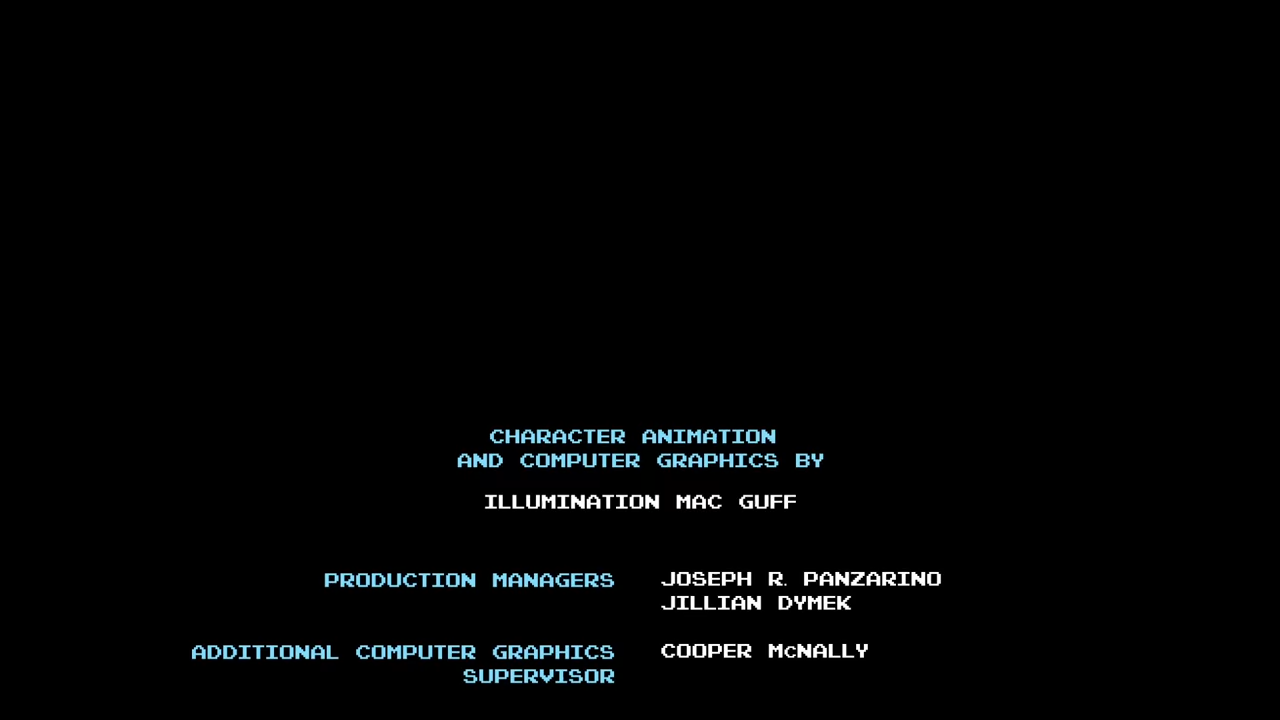 CHARACTER ANIMATION
AND COMPUTER GRAPHICS BY
ILLUMINATION MAC GUFF
PRODUCTION MANAGERS JOSEPH R. PANZARINO
JILLIAN DYMEK
ADDITIONAL COMPUTER GRAPHICS COOPER McNALLY
SUPERVISOR